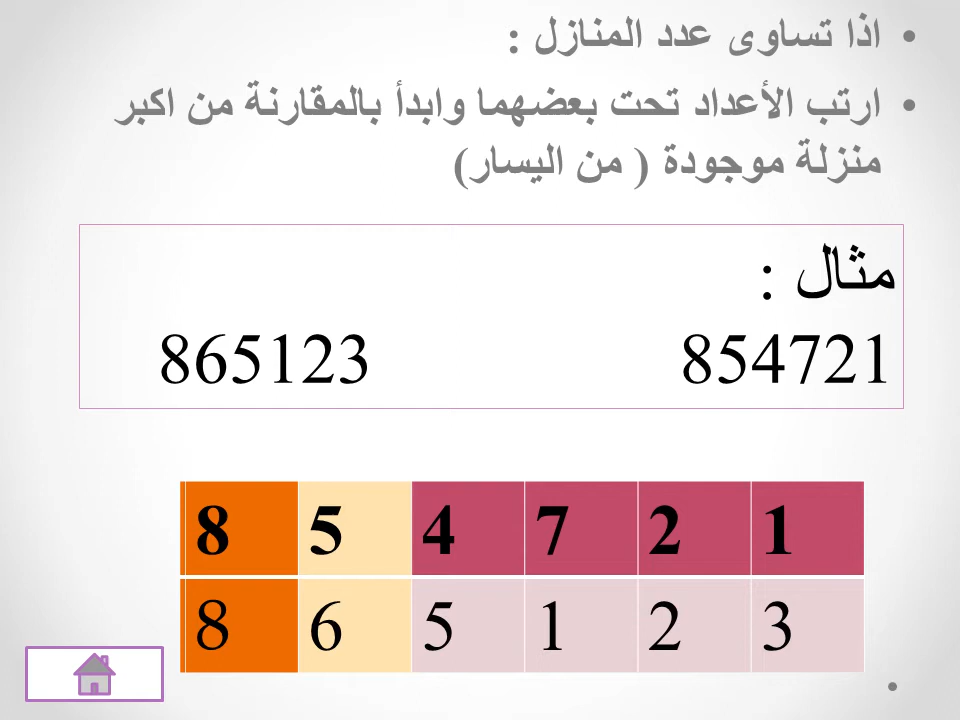 • اذا تساوى عدد المنازل :
• ارتب الأعداد تحت بعضهما وابدأ بالمقارنة من اكبر
منزلة موجودة ( من اليسار)
مثال :
854721 865123
8 5 4 7 2 1
8 6 5 1 2 3